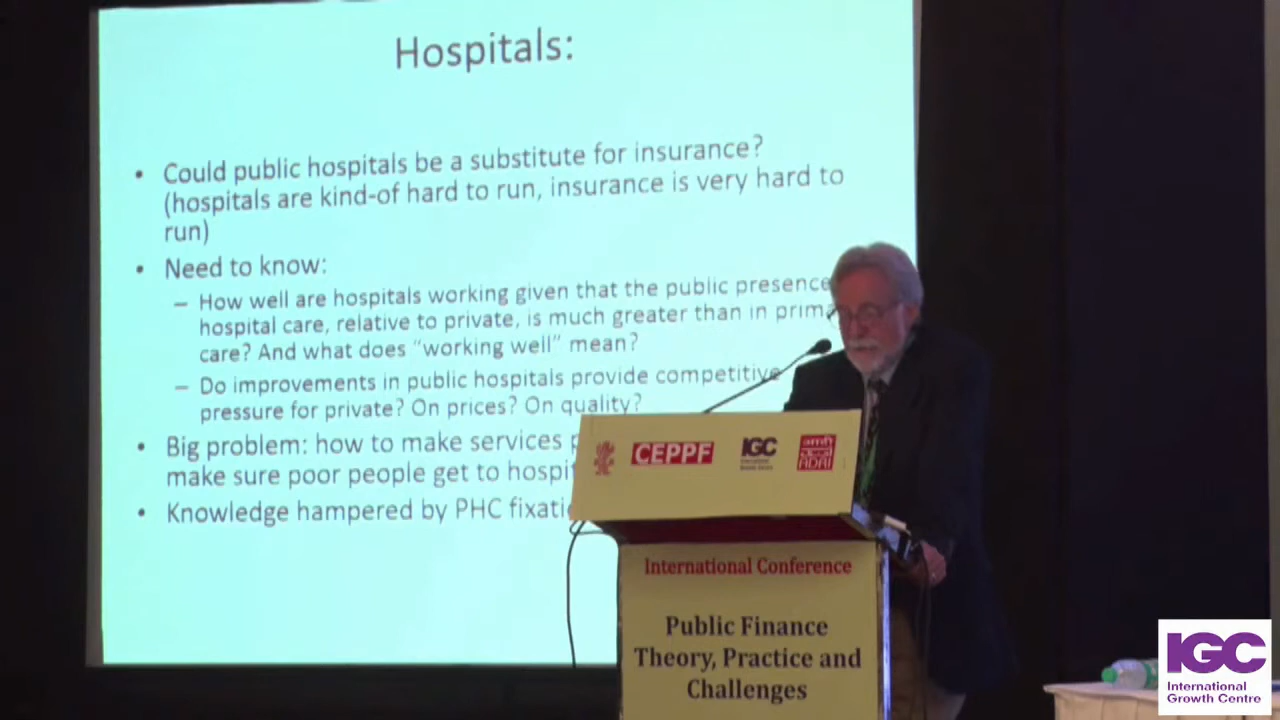 Hospitals:
• Could public hospitals be a substitute for insurance?
(hospitals are kind-of hard to run, insurance is very hard to
run)
• Need to know:
– How well are hospitals working given that the public presence
hospital care, relative to private, is much greater than in
care? And what does “working well” mean?
– Do improvements in public hospitals provide competitive
pressure for private? On prices? On quality?
• Big problem: how to make services
make sure poor people get to
• Knowledge hampered by PHC
CEPPF
IGC
International
Growth Centre
ADRI
International Conference
Public Finance
Theory, Practice and
Challenges
IGC
International
Growth Centre